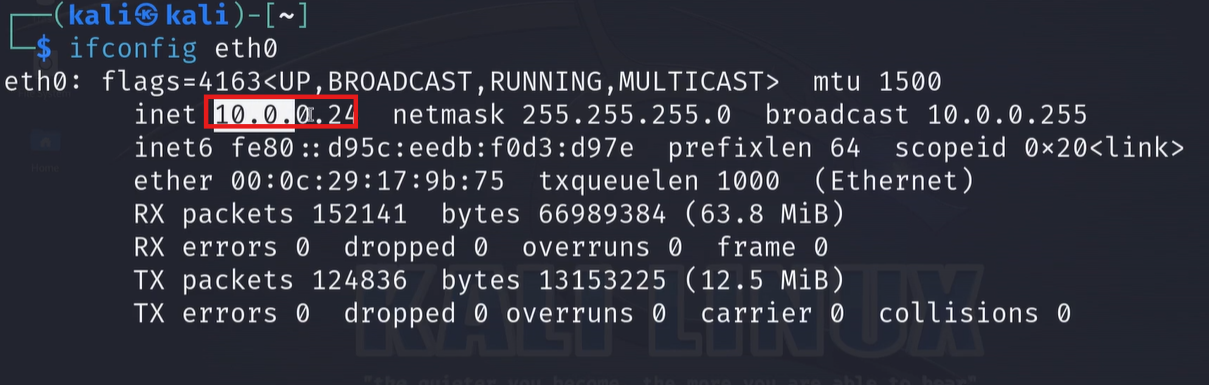 (kali㉿kali)-[~]
$ ifconfig eth0
eth0: flags=4163<UP,BROADCAST,RUNNING,MULTICAST>  mtu 1500
inet 10.0.0.24  netmask 255.255.255.0  broadcast 10.0.0.255
inet6 fe80::d95c:eedb:f0d3:d97e  prefixlen 64  scopeid 0×20<link>
ether 00:0c:29:17:9b:75  txqueuelen 1000  (Ethernet)
RX packets 152141  bytes 66989384 (63.8 MiB)
RX errors 0  dropped 0  overruns 0  frame 0
TX packets 124836  bytes 13153225 (12.5 MiB)
TX errors 0  dropped 0 overruns 0  carrier 0  collisions 0
KALI LINUX
"the quieter you become, the more you are able to hear"